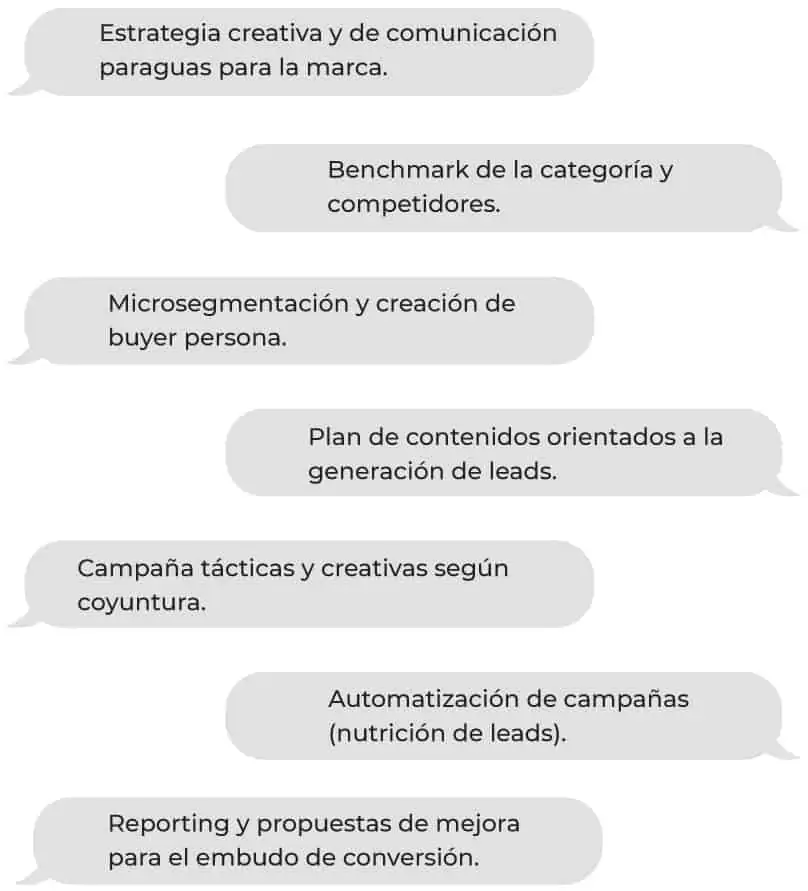 Estrategia creativa y de comunicación
paraguas para la marca.
Benchmark de la categoría y
competidores.
Microsegmentación y creación de
buyer persona.
Plan de contenidos orientados a la
generación de leads.
Campaña tácticas y creativas según
coyuntura.
Automatización de campañas
(nutrición de leads).
Reporting y propuestas de mejora
para el embudo de conversión.